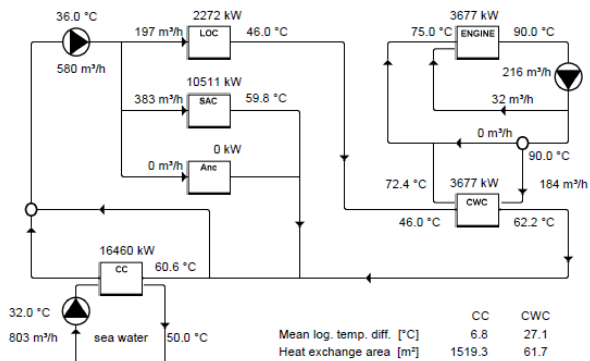 36.0 °C
2272 kW
3677 kW
197 m³/h
LOC
46.0 °C
75.0 °C
ENGINE
90.0 °C
580 m³/h
10511 kW
216 m³/h
383 m³/h
SAC
59.8 °C
32 m³/h
0 kW
0 m³/h
0 m³/h
Anc
90.0 °C
72.4 °C
3677 kW
184 m³/h
CWC
46.0 °C
62.2 °C
16460 kW
CC
60.6 °C
32.0 °C
803 m³/h
sea water
50.0 °C
CC CWC
Mean log. temp. diff. [°C] 6.8 27.1
Heat exchange area [m²] 1519.3 61.7